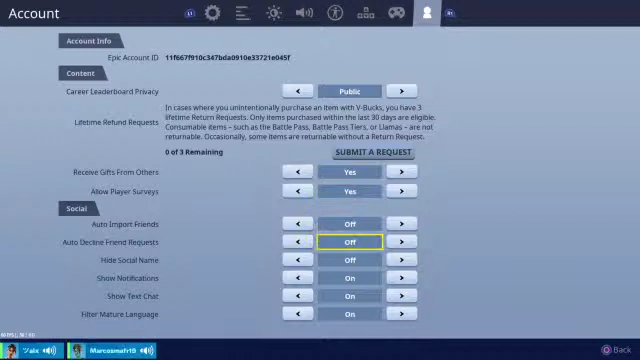 Account
L1
R1
Account Info
Epic Account ID 11f667f910c347bda0910e33721e045f
Content
Career Leaderboard Privacy < Public >
In cases where you unintentionally purchase an item with V-Bucks, you have 3
lifetime Return Requests. Only items purchased within the last 30 days are eligible.
Lifetime Refund Requests
Consumable items – such as the Battle Pass, Battle Pass Tiers, or Llamas – are not
returnable. Occasionally, some items are returnable without a Return Request.
0 of 3 Remaining SUBMIT A REQUEST
Receive Gifts From Others < Yes >
Allow Player Surveys < Yes >
Social
Auto Import Friends < Off >
Auto Decline Friend Requests < Off >
Hide Social Name < Off >
Show Notifications < On >
Show Text Chat < On >
Filter Mature Language < On >
Back